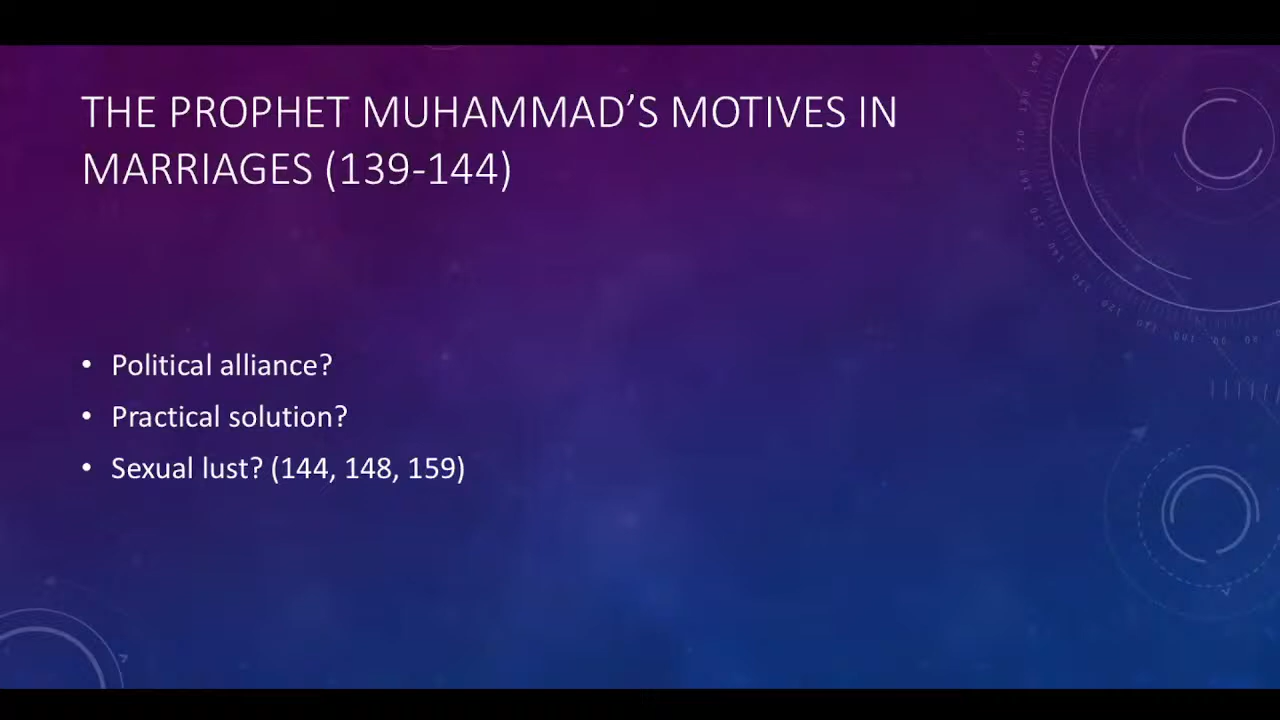 THE PROPHET MUHAMMAD’S MOTIVES IN
MARRIAGES (139-144)
• Political alliance?
• Practical solution?
• Sexual lust? (144, 148, 159)